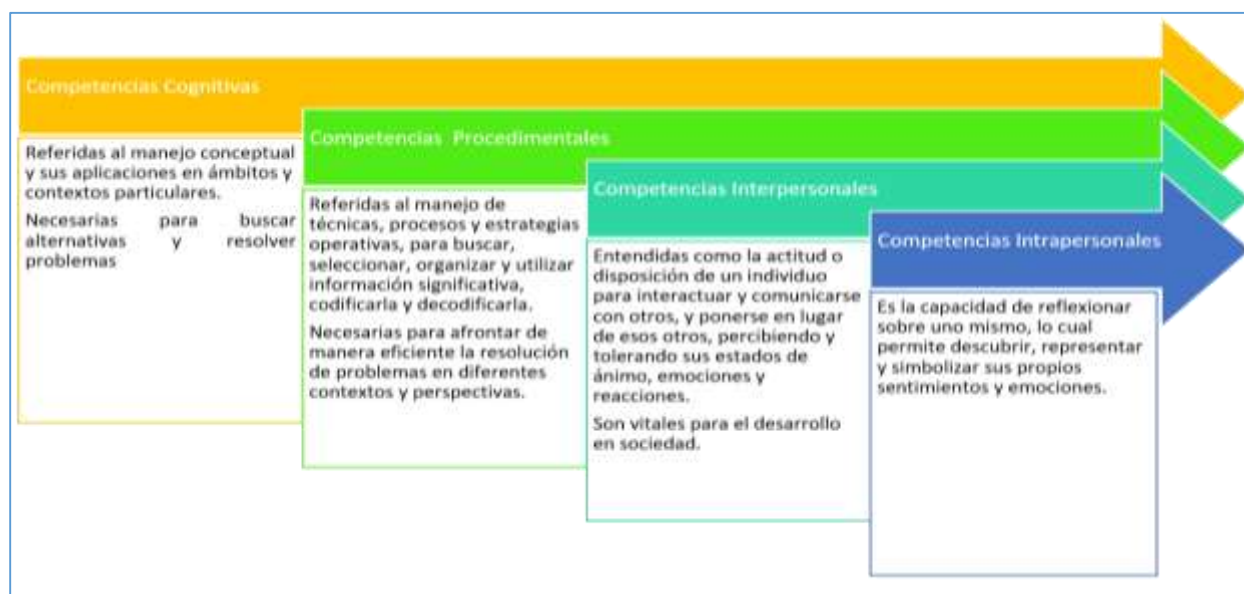 Competencias Cognitivas
Referidas al manejo conceptual
y sus aplicaciones en ámbitos y
contextos particulares.
Necesarias para buscar
alternativas y resolver
problemas
Competencias Procedimentales
Referidas al manejo de
técnicas, procesos y estrategias
operativas, para buscar,
seleccionar, organizar y utilizar
información significativa,
codificarla y decodificarla.
Necesarias para afrontar de
manera eficiente la resolución
de problemas en diferentes
contextos y perspectivas.
Competencias Interpersonales
Entendidas como la actitud o
disposición de un individuo
para interactuar y comunicarse
con otros, y ponerse en lugar
de esos otros, percibiendo y
tolerando sus estados de
ánimo, emociones y
reacciones.
Son vitales para el desarrollo
en sociedad.
Competencias Intrapersonales
Es la capacidad de reflexionar
sobre uno mismo, lo cual
permite descubrir, representar
y simbolizar sus propios
sentimientos y emociones.